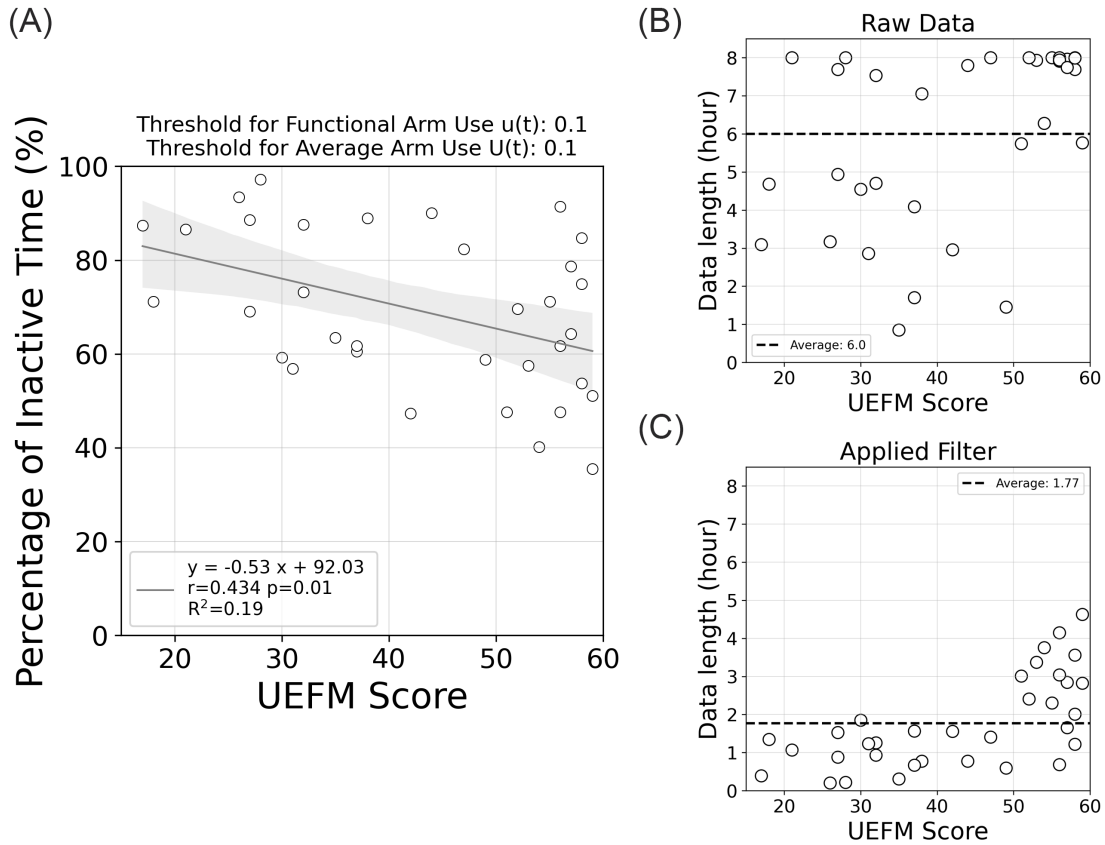 (A)
Threshold for Functional Arm Use u(t): 0.1
Threshold for Average Arm Use U(t): 0.1
Percentage of Inactive Time (%)
100
80
60
40
20
0
y = -0.53 x + 92.03
r=0.434 p=0.01
R²=0.19
20 30 40 50 60
UEFM Score
(B)
Raw Data
Data length (hour)
8
7
6
5
4
3
2
1
0
Average: 6.0
20 30 40 50 60
UEFM Score
(C)
Applied Filter
Data length (hour)
8
7
6
5
4
3
2
1
0
Average: 1.77
20 30 40 50 60
UEFM Score